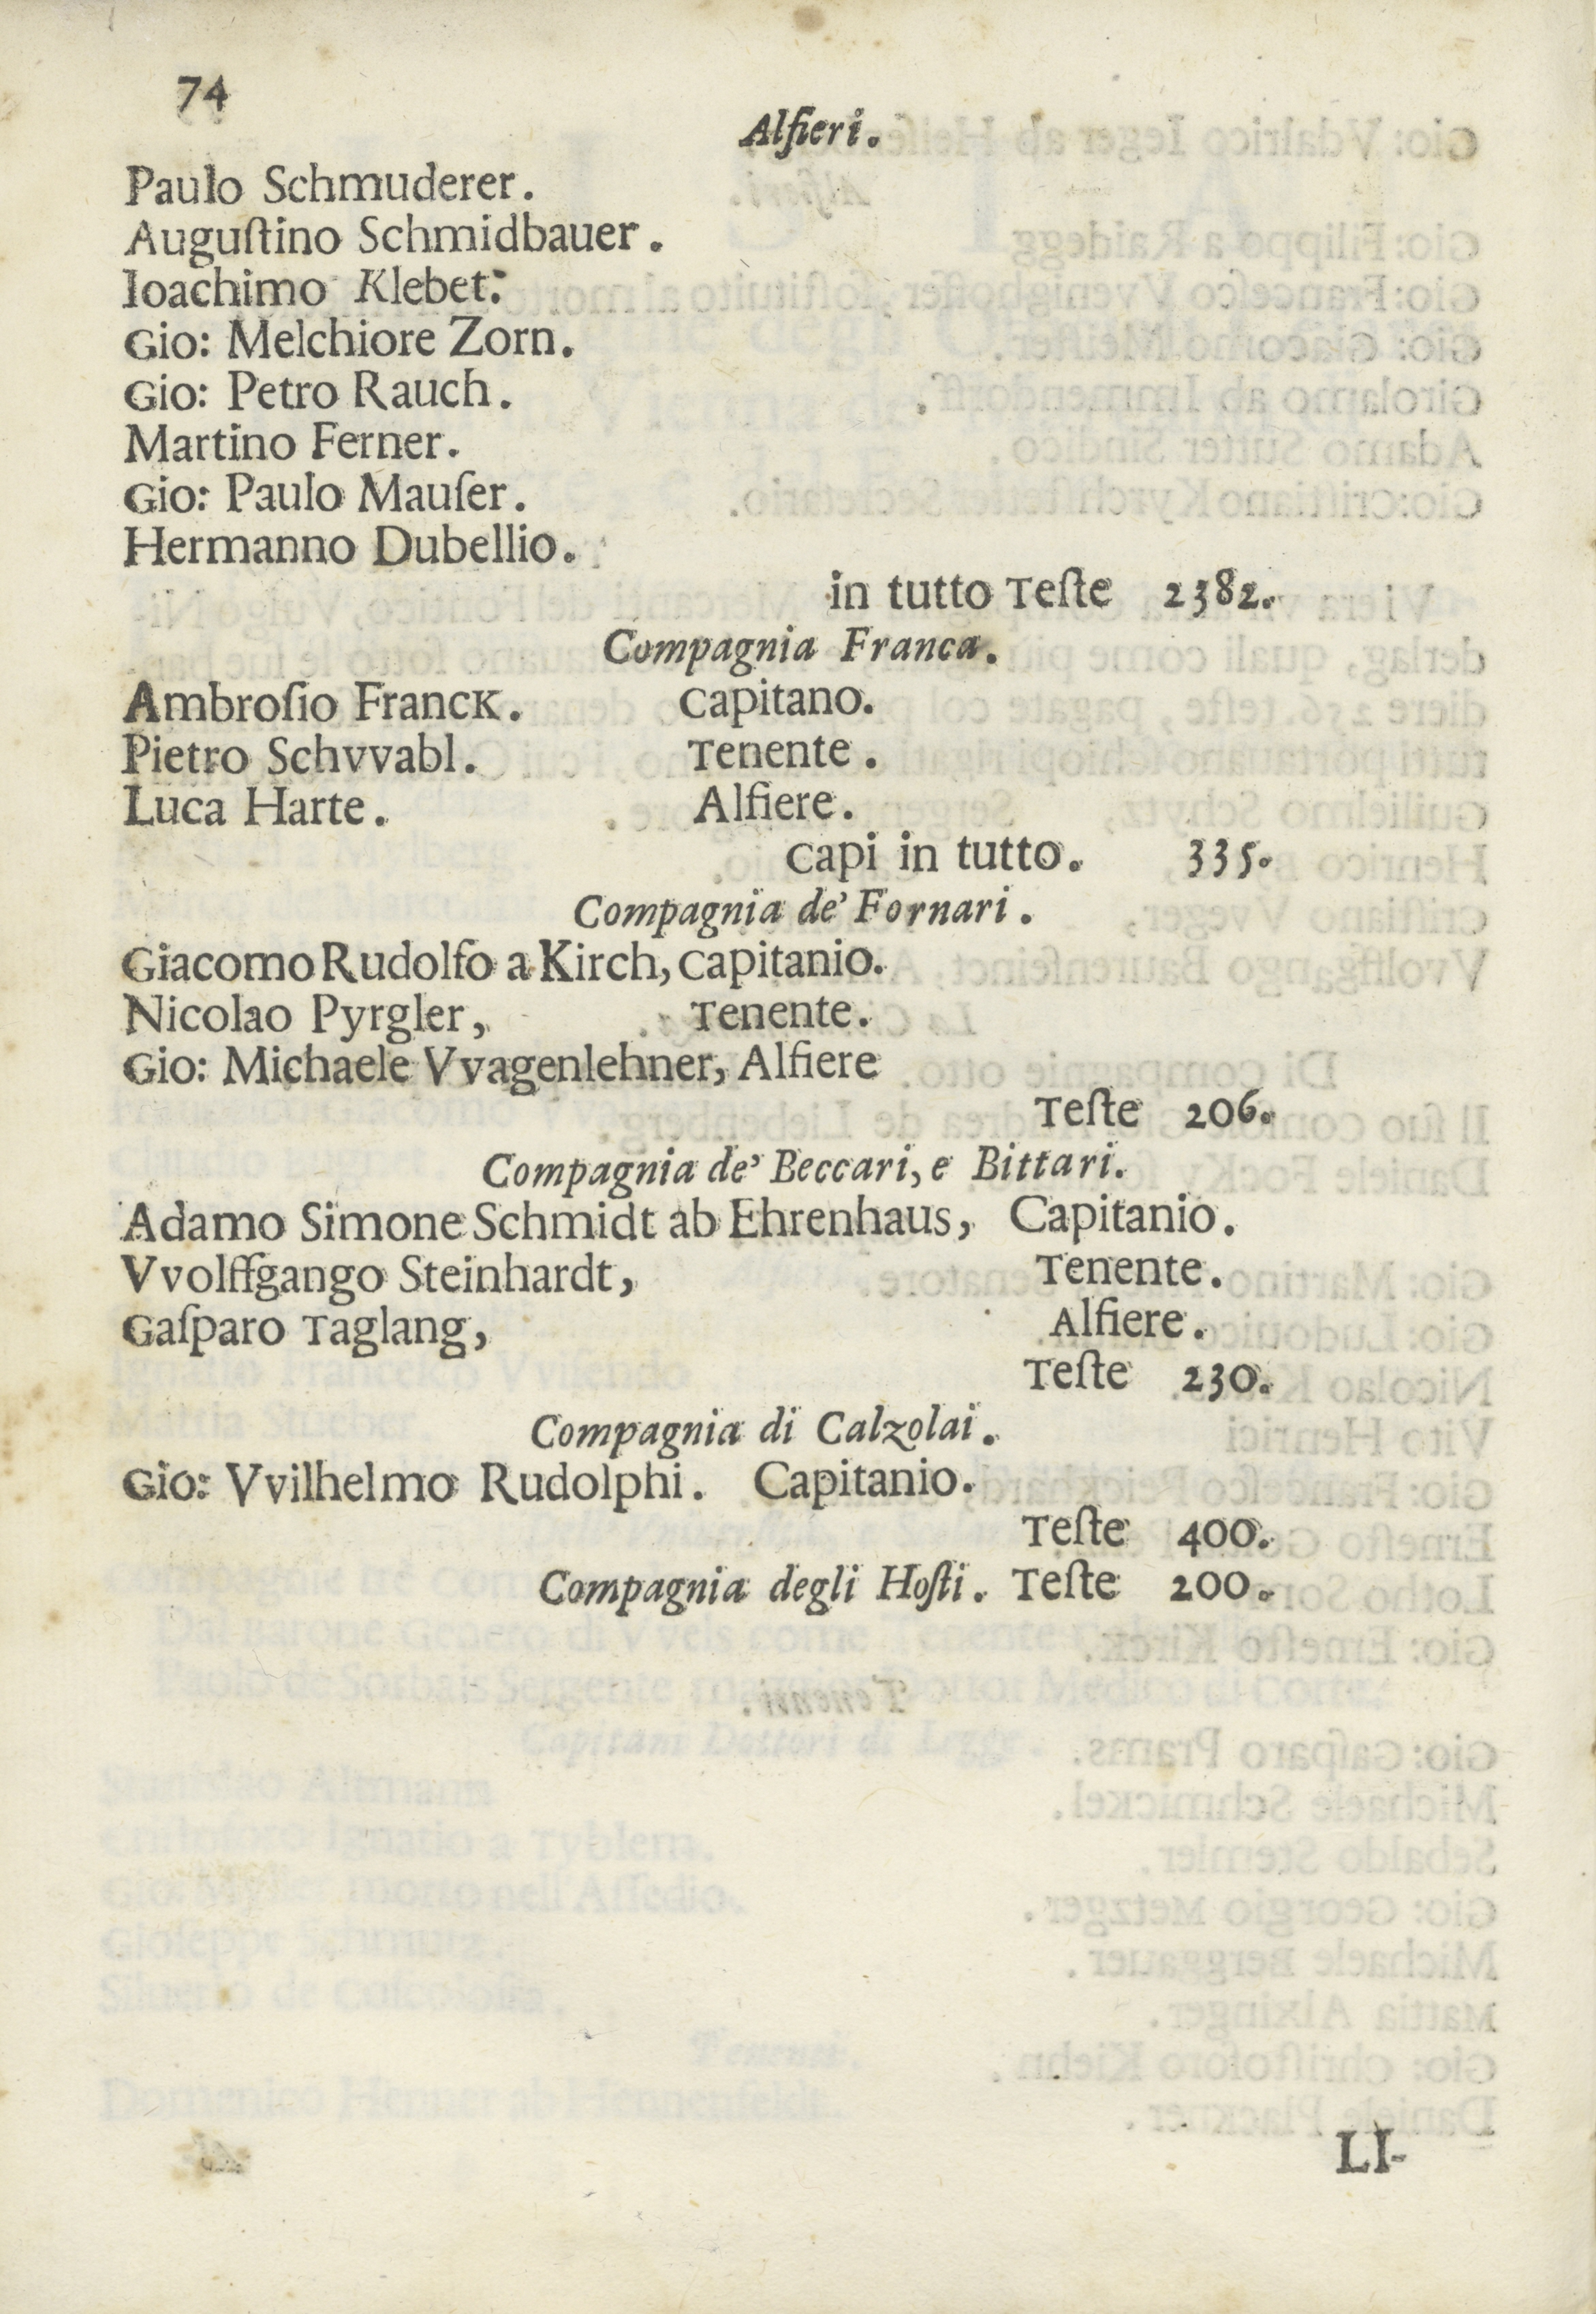 74
Alfieri.
Paulo Schmuderer.
Auguſtino Schmidbauer.
Ioachimo Klebet:
Gio: Melchiore Zorn.
Gio: Petro Rauch.
Martino Ferner.
Gio: Paulo Mauſer.
Hermanno Dubellio.
in tutto Teſte 2382.
Compagnia Franca.
Ambroſio Franck. Capitano.
Pietro Schvvabl. Tenente.
Luca Harte. Alfiere.
Capi in tutto. 335.
Compagnia de' Fornari.
Giacomo Rudolfo a Kirch, Capitanio.
Nicolao Pyrgler, Tenente.
Gio: Michaele Vvagenlehner, Alfiere
Teſte 206.
Compagnia de' Beccari, e Bittari.
Adamo Simone Schmidt ab Ehrenhaus, Capitanio.
Vvolffgango Steinhardt, Tenente.
Gaſparo Taglang, Alfiere.
Teſte 230.
Compagnia di Calzolai.
Gio: Vvilhelmo Rudolphi. Capitanio.
Teſte 400.
Compagnia degli Hoſti. Teſte 200.
LI-